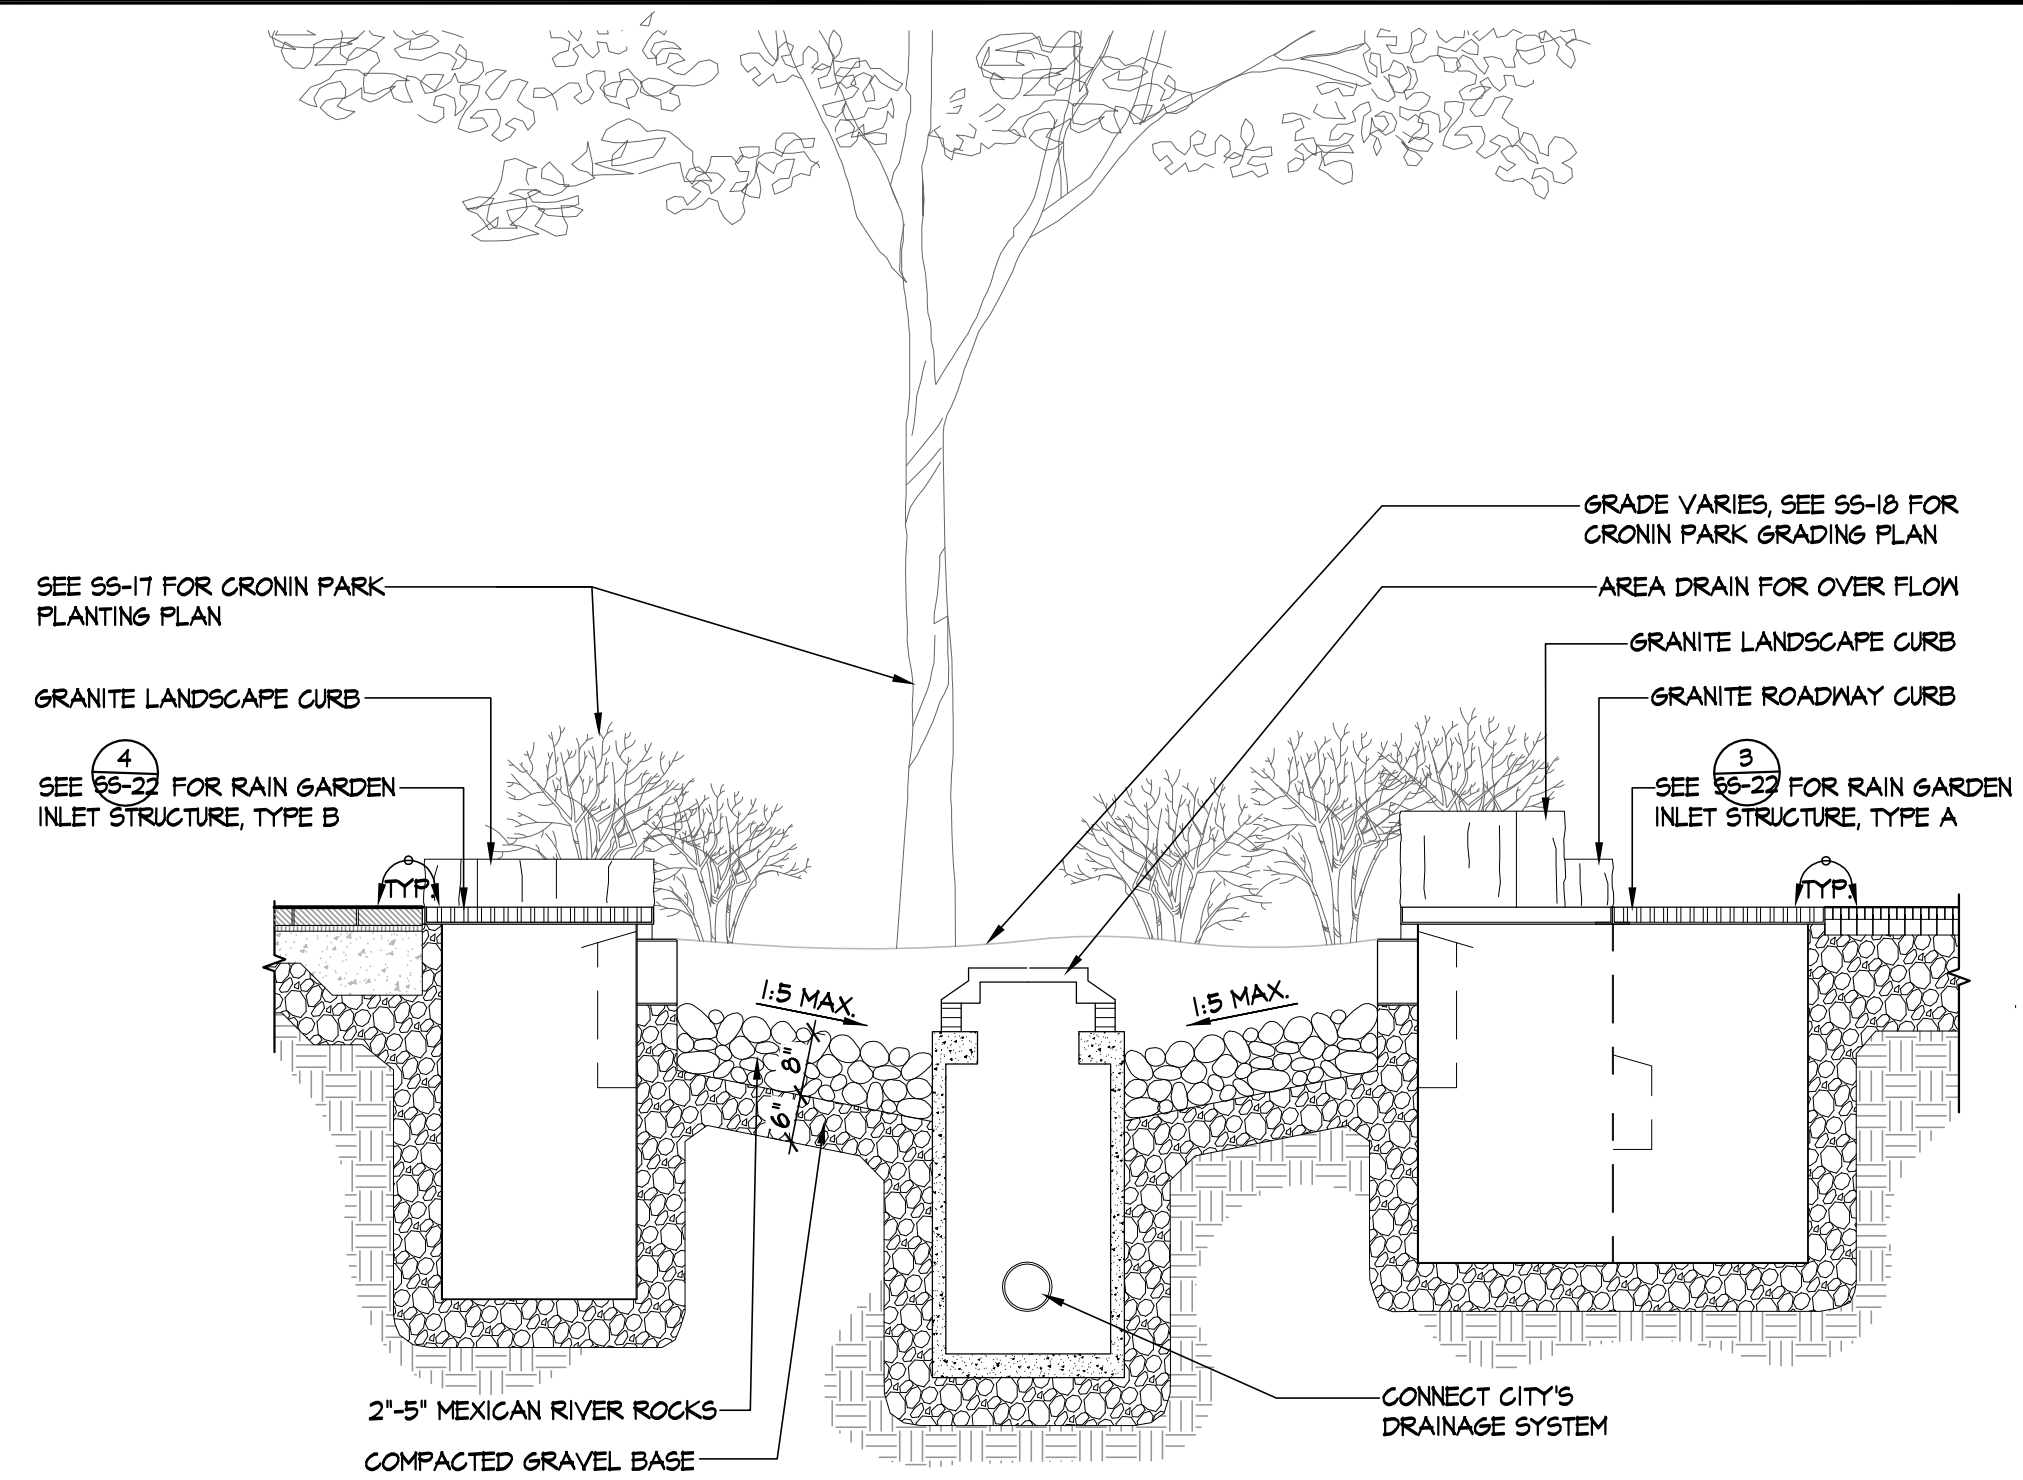 GRADE VARIES, SEE SS-18 FOR
CRONIN PARK GRADING PLAN
SEE SS-17 FOR CRONIN PARK
PLANTING PLAN
AREA DRAIN FOR OVER FLOW
GRANITE LANDSCAPE CURB
GRANITE LANDSCAPE CURB
GRANITE ROADWAY CURB
4
SEE SS-22 FOR RAIN GARDEN
INLET STRUCTURE, TYPE B
3
SEE SS-22 FOR RAIN GARDEN
INLET STRUCTURE, TYPE A
TYP.
TYP.
1:5 MAX.
1:5 MAX.
8"
6"
2"-5" MEXICAN RIVER ROCKS
COMPACTED GRAVEL BASE
CONNECT CITY'S
DRAINAGE SYSTEM